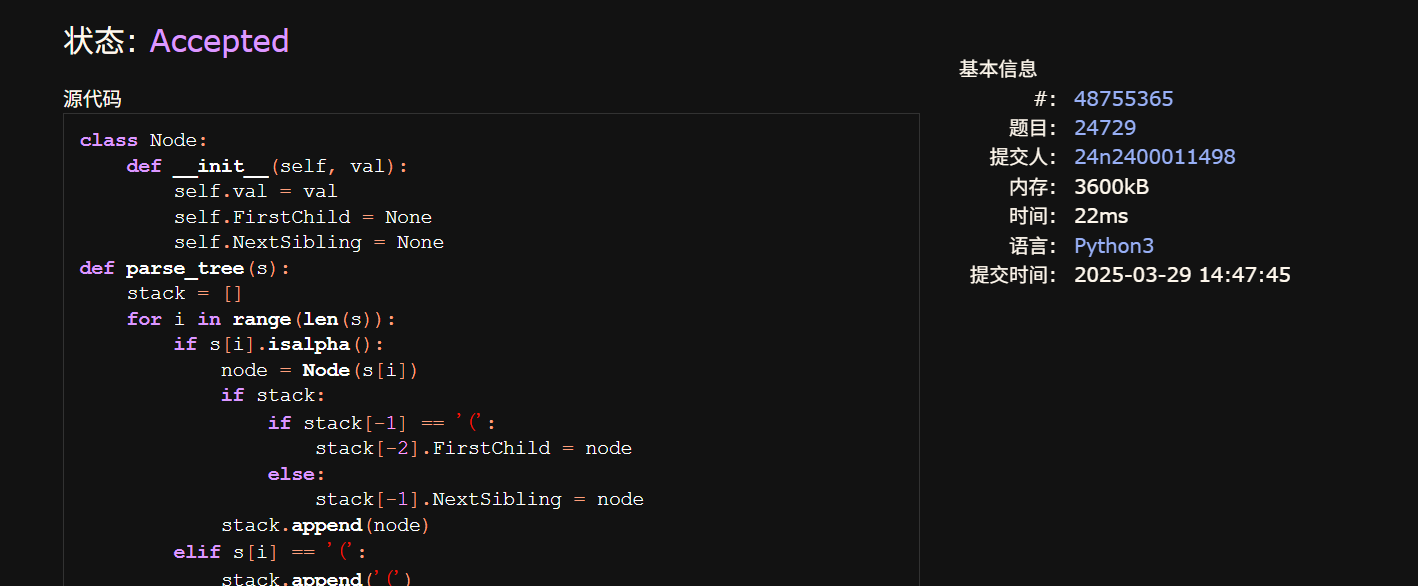 状态: Accepted
源代码
class Node:
    def __init__(self, val):
        self.val = val
        self.FirstChild = None
        self.NextSibling = None
def parse_tree(s):
    stack = []
    for i in range(len(s)):
        if s[i].isalpha():
            node = Node(s[i])
            if stack:
                if stack[-1] == '(':
                    stack[-2].FirstChild = node
                else:
                    stack[-1].NextSibling = node
            stack.append(node)
        elif s[i] == '(':
            stack.append('(')
基本信息
#: 48755365
题目: 24729
提交人: 24n2400011498
内存: 3600kB
时间: 22ms
语言: Python3
提交时间: 2025-03-29 14:47:45